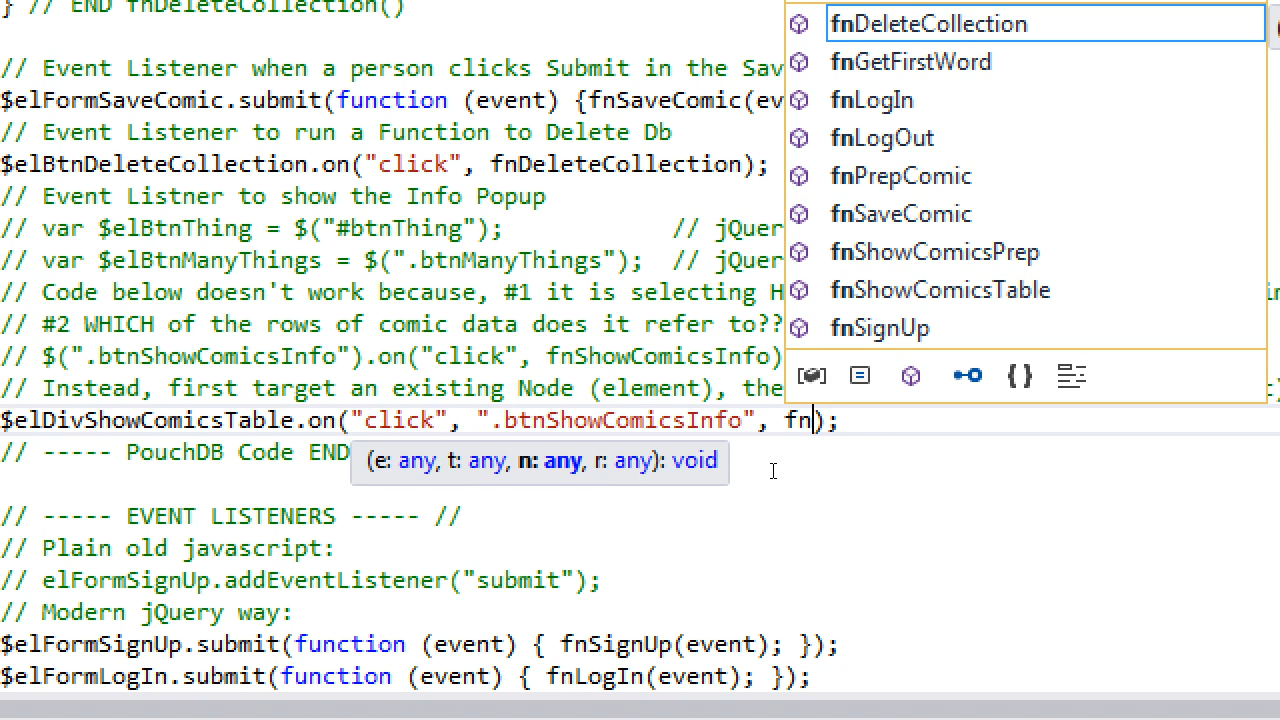 } // END fnDeleteCollection()
// Event Listener when a person clicks Submit in the Sav
$elFormSaveComic.submit(function (event) {fnSaveComic(ev
// Event Listener to run a Function to Delete Db
$elBtnDeleteCollection.on("click", fnDeleteCollection);
// Event Listner to show the Info Popup
// var $elBtnThing = $("#btnThing"); // jQuer
// var $elBtnManyThings = $(".btnManyThings"); // jQuer
// Code below doesn't work because, #1 it is selecting H
// #2 WHICH of the rows of comic data does it refer to??
// $(".btnShowComicsInfo").on("click", fnShowComicsInfo)
// Instead, first target an existing Node (element), the
$elDivShowComicsTable.on("click", ".btnShowComicsInfo", fn);
// ----- PouchDB Code END
(e: any, t: any, n: any, r: any): void
// ----- EVENT LISTENERS ----- //
// Plain old javascript:
// elFormSignUp.addEventListener("submit");
// Modern jQuery way:
$elFormSignUp.submit(function (event) { fnSignUp(event); });
$elFormLogIn.submit(function (event) { fnLogIn(event); });
fnDeleteCollection
fnGetFirstWord
fnLogIn
fnLogOut
fnPrepComic
fnSaveComic
fnShowComicsPrep
fnShowComicsTable
fnSignUp